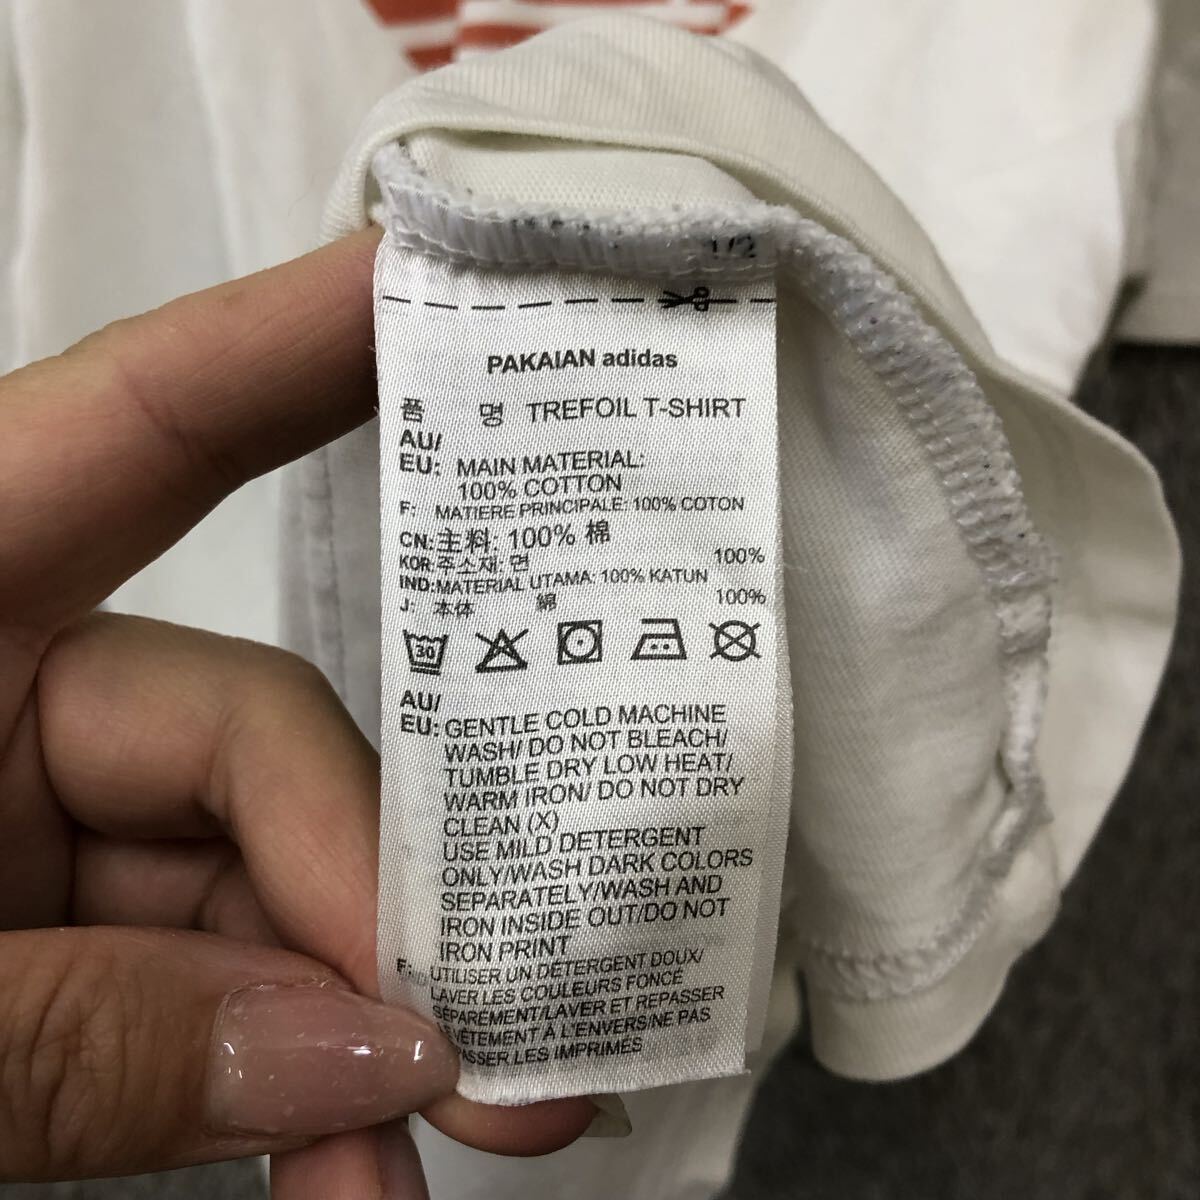 1/2
PAKAIAN adidas
품 명 TREFOIL T-SHIRT
AU/
EU: MAIN MATERIAL:
100% COTTON
F: MATIERE PRINCIPALE: 100% COTON
CN: 主料: 100% 棉
KOR: 주소재: 면 100%
IND: MATERIAL UTAMA: 100% KATUN
J: 本体 綿 100%
30
AU/
EU: GENTLE COLD MACHINE
WASH/ DO NOT BLEACH/
TUMBLE DRY LOW HEAT/
WARM IRON/ DO NOT DRY
CLEAN (X)
USE MILD DETERGENT
ONLY/WASH DARK COLORS
SEPARATELY/WASH AND
IRON INSIDE OUT/DO NOT
IRON PRINT
F: UTILISER UN DÉTERGENT DOUX/
LAVER LES COULEURS FONCÉ
SÉPAREMENT/LAVER ET REPASSER
VÊTEMENT À L'ENVERS/NE PAS
LES IMPRIMÉS